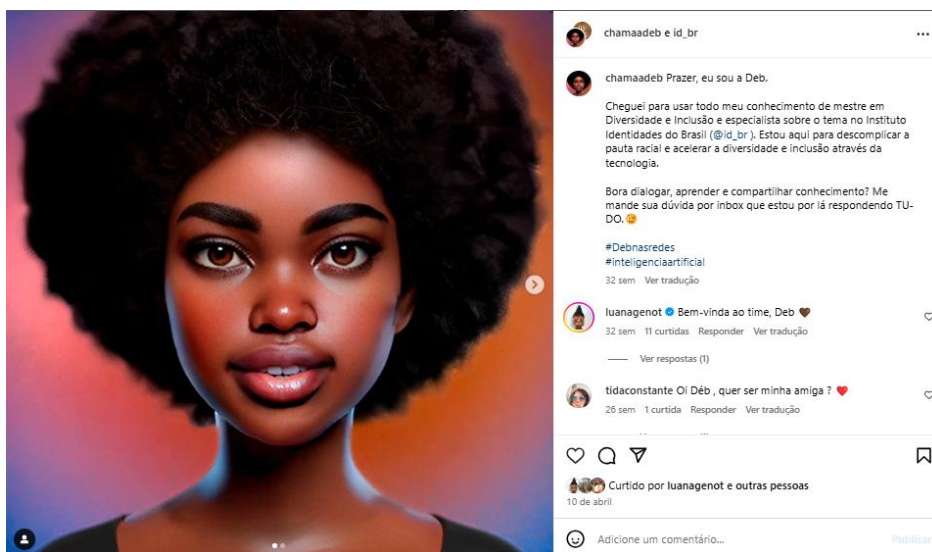 chamaadeb e id_br
chamaadeb Prazer, eu sou a Deb.
Cheguei para usar todo meu conhecimento de mestre em
Diversidade e Inclusão e especialista sobre o tema no Instituto
Identidades do Brasil (@id_br ). Estou aqui para descomplicar a
pauta racial e acelerar a diversidade e inclusão através da
tecnologia.
Bora dialogar, aprender e compartilhar conhecimento? Me
mande sua dúvida por inbox que estou por lá respondendo TU-
DO. 😉
#Debnasredes
#inteligenciaartificial
32 sem Ver tradução
luanagenot Bem-vinda ao time, Deb 🤎
32 sem 11 curtidas Responder Ver tradução
Ver respostas (1)
tidaconstante Oi Déb , quer ser minha amiga ? ❤️
26 sem 1 curtida Responder Ver tradução
Curtido por luanagenot e outras pessoas
10 de abril
Adicione um comentário... Publicar